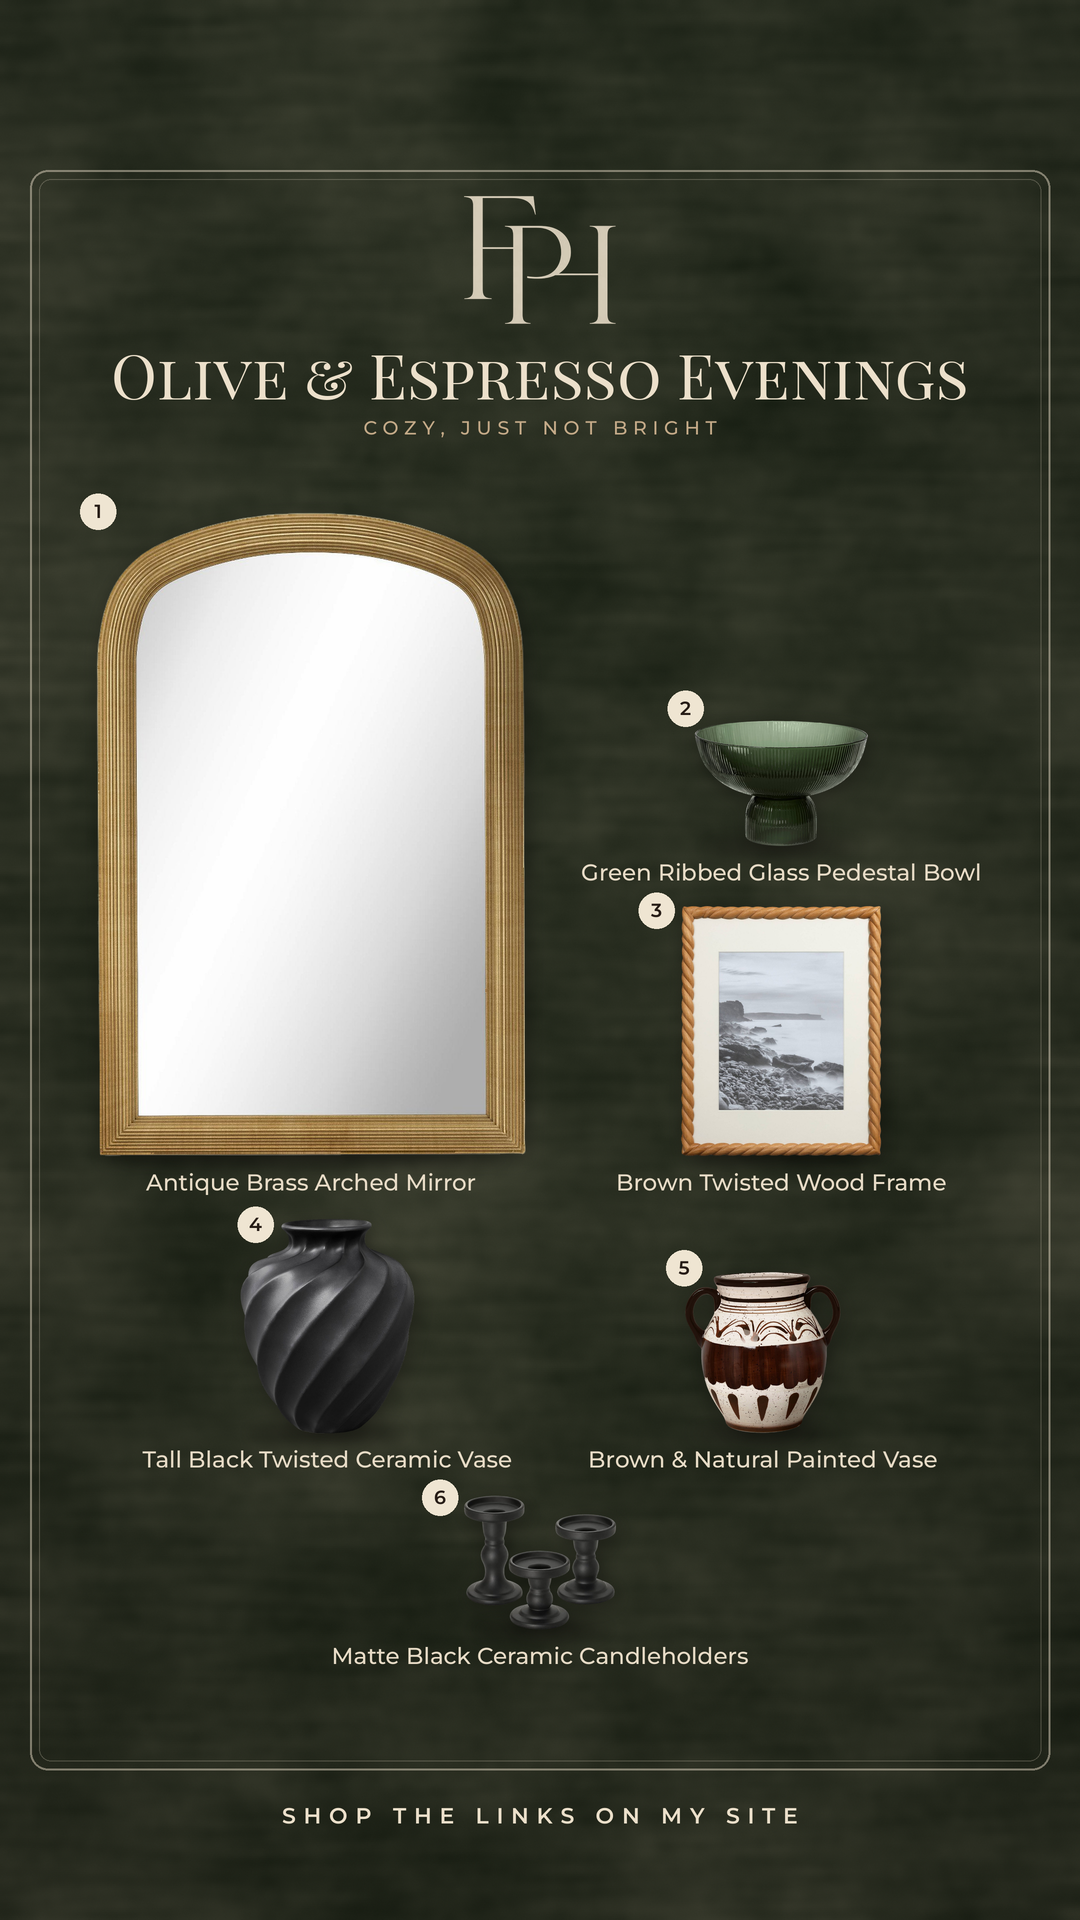 FPH
OLIVE & ESPRESSO EVENINGS
COZY, JUST NOT BRIGHT
1
2
Green Ribbed Glass Pedestal Bowl
3
Antique Brass Arched Mirror
Brown Twisted Wood Frame
4
5
Tall Black Twisted Ceramic Vase
Brown & Natural Painted Vase
6
Matte Black Ceramic Candleholders
SHOP THE LINKS ON MY SITE